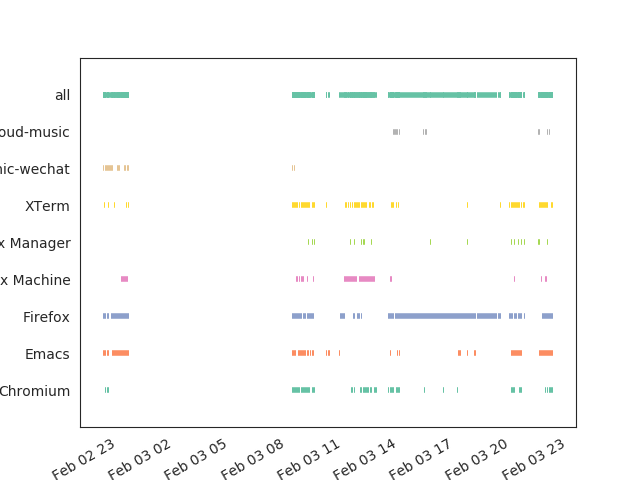 all
oud-music
nic-wechat
XTerm
x Manager
x Machine
Firefox
Emacs
Chromium
Feb 02 23
Feb 03 02
Feb 03 05
Feb 03 08
Feb 03 11
Feb 03 14
Feb 03 17
Feb 03 20
Feb 03 23